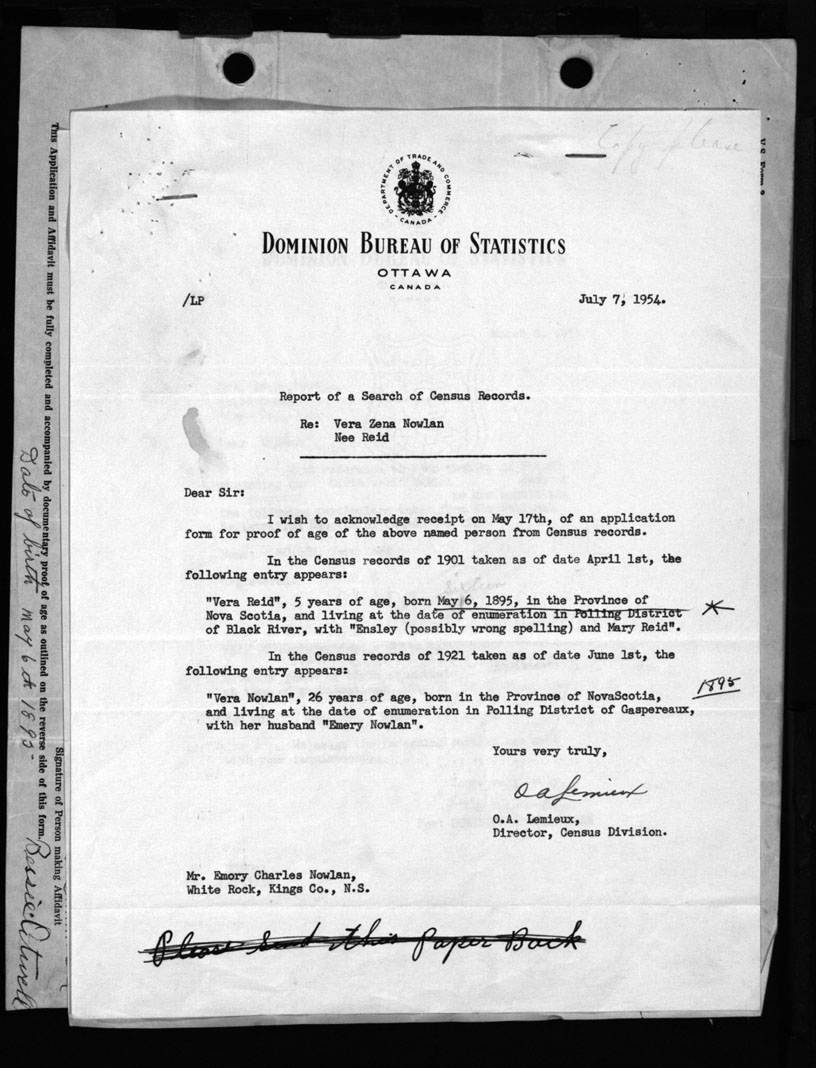 Copy please
DEPARTMENT OF TRADE AND COMMERCE
CANADA
DOMINION BUREAU OF STATISTICS
OTTAWA
CANADA
/LP
July 7, 1954.
Report of a Search of Census Records.
Re: Vera Zena Nowlan
Nee Reid
Dear Sir:
I wish to acknowledge receipt on May 17th, of an application
form for proof of age of the above named person from Census records.
In the Census records of 1901 taken as of date April 1st, the
following entry appears:
"Vera Reid", 5 years of age, born May 6, 1895, in the Province of
Nova Scotia, and living at the date of enumeration in Polling District
of Black River, with "Ensley (possibly wrong spelling) and Mary Reid".
In the Census records of 1921 taken as of date June 1st, the
following entry appears:
1895
"Vera Nowlan", 26 years of age, born in the Province of NovaScotia,
and living at the date of enumeration in Polling District of Gaspereaux,
with her husband "Emery Nowlan".
Yours very truly,
O A Lemieux
O.A. Lemieux,
Director, Census Division.
Mr. Emory Charles Nowlan,
White Rock, Kings Co., N.S.
Please Send this Paper Back
This Application and Affidavit must be fully completed and accompanied by documentary proof of age as outlined on the reverse side of this form.
Signature of Person making Affidavit
Date of birth May 6th 1895
Bessie